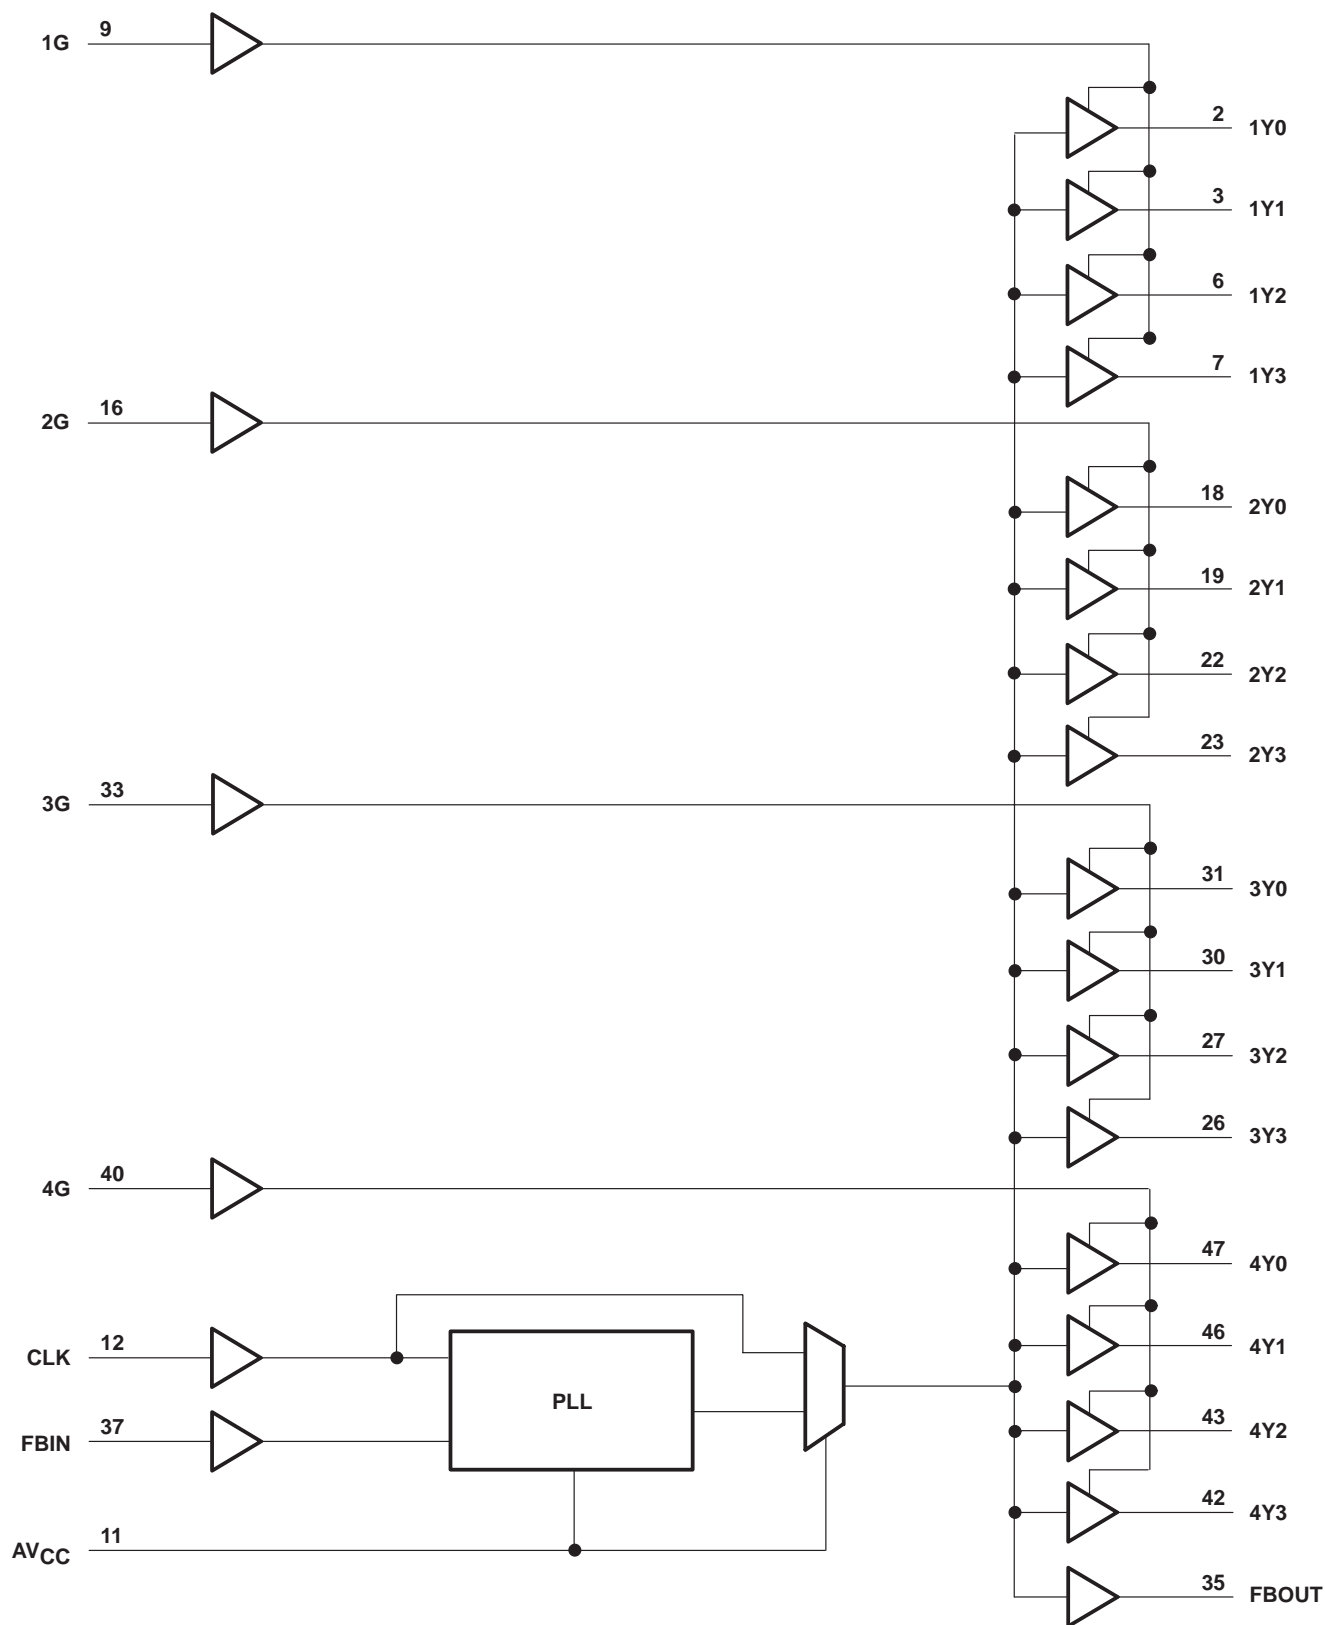 1G 9
2 1Y0
3 1Y1
6 1Y2
7 1Y3
2G 16
18 2Y0
19 2Y1
22 2Y2
23 2Y3
3G 33
31 3Y0
30 3Y1
27 3Y2
26 3Y3
4G 40
47 4Y0
CLK 12
46 4Y1
PLL
FBIN 37
43 4Y2
42 4Y3
AVCC 11
35 FBOUT